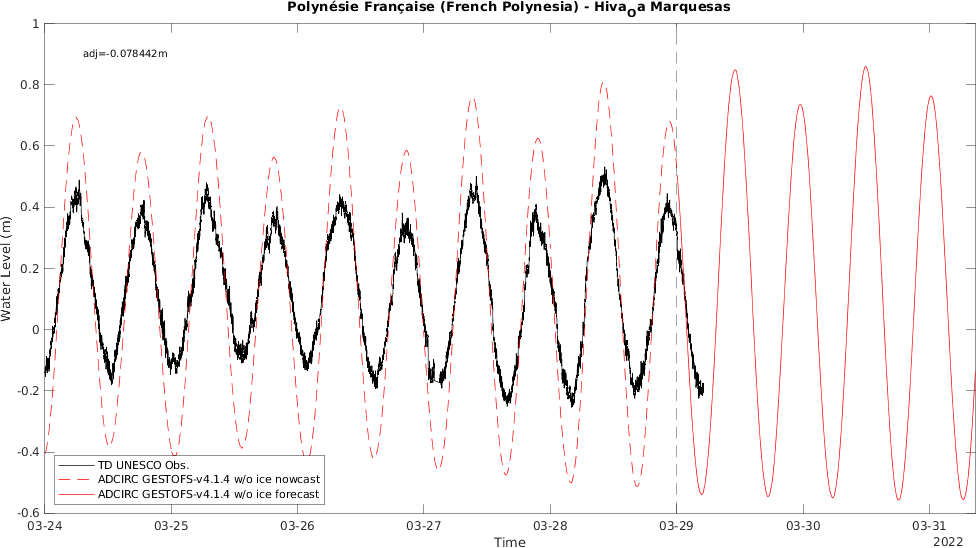 Polynésie Française (French Polynesia) - Hiva_Oa Marquesas
adj=-0.078442m
1
0.8
0.6
0.4
0.2
0
-0.2
-0.4
-0.6
Water Level (m)
TD UNESCO Obs.
ADCIRC GESTOFS-v4.1.4 w/o ice nowcast
ADCIRC GESTOFS-v4.1.4 w/o ice forecast
03-24 03-25 03-26 03-27 03-28 03-29 03-30 03-31
Time
2022